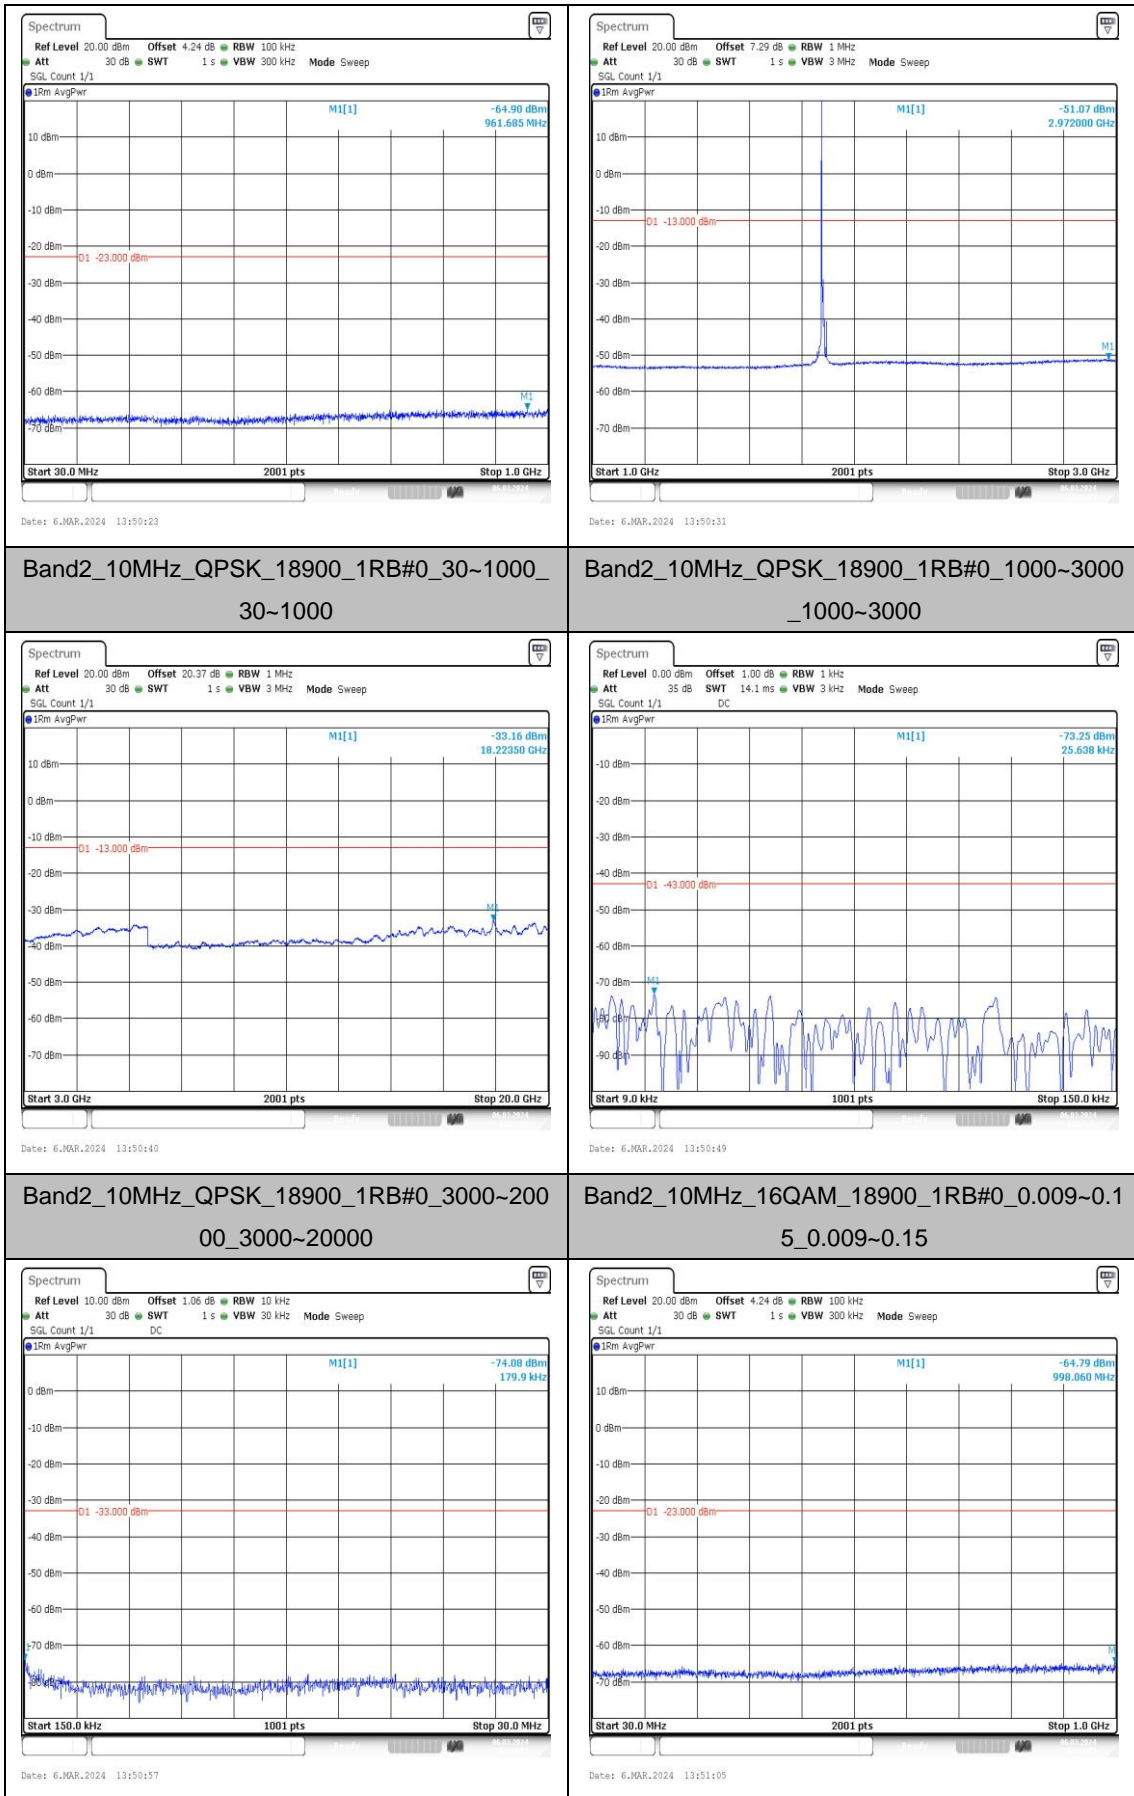 Spectrum
Ref Level 20.00 dBm Offset 4.24 dB RBW 100 kHz
Att 30 dB SWT 1 s VBW 300 kHz Mode Sweep
SGL Count 1/1
1Rm AvgPwr
M1[1] -64.90 dBm
961.685 MHz
10 dBm
0 dBm
-10 dBm
-20 dBm
D1 -23.000 dBm
-30 dBm
-40 dBm
-50 dBm
-60 dBm
M1
-70 dBm
Start 30.0 MHz 2001 pts Stop 1.0 GHz
Date: 6.MAR.2024 13:50:23
Spectrum
Ref Level 20.00 dBm Offset 7.29 dB RBW 1 MHz
Att 30 dB SWT 1 s VBW 3 MHz Mode Sweep
SGL Count 1/1
1Rm AvgPwr
M1[1] -51.07 dBm
2.972000 GHz
10 dBm
0 dBm
-10 dBm
D1 -13.000 dBm
-20 dBm
-30 dBm
-40 dBm
-50 dBm
M1
-60 dBm
-70 dBm
Start 1.0 GHz 2001 pts Stop 3.0 GHz
Date: 6.MAR.2024 13:50:31
Band2_10MHz_QPSK_18900_1RB#0_30~1000_
30~1000
Band2_10MHz_QPSK_18900_1RB#0_1000~3000
_1000~3000
Spectrum
Ref Level 20.00 dBm Offset 20.37 dB RBW 1 MHz
Att 30 dB SWT 1 s VBW 3 MHz Mode Sweep
SGL Count 1/1
1Rm AvgPwr
M1[1] -33.16 dBm
18.22350 GHz
10 dBm
0 dBm
-10 dBm
D1 -13.000 dBm
-20 dBm
-30 dBm
M1
-40 dBm
-50 dBm
-60 dBm
-70 dBm
Start 3.0 GHz 2001 pts Stop 20.0 GHz
Date: 6.MAR.2024 13:50:40
Spectrum
Ref Level 0.00 dBm Offset 1.00 dB RBW 1 kHz
Att 35 dB SWT 14.1 ms VBW 3 kHz Mode Sweep
SGL Count 1/1 DC
1Rm AvgPwr
M1[1] -73.25 dBm
25.638 kHz
-10 dBm
-20 dBm
-30 dBm
-40 dBm
D1 -43.000 dBm
-50 dBm
-60 dBm
-70 dBm
M1
-80 dBm
-90 dBm
Start 9.0 kHz 1001 pts Stop 150.0 kHz
Date: 6.MAR.2024 13:50:49
Band2_10MHz_QPSK_18900_1RB#0_3000~200
00_3000~20000
Band2_10MHz_16QAM_18900_1RB#0_0.009~0.1
5_0.009~0.15
Spectrum
Ref Level 10.00 dBm Offset 1.06 dB RBW 10 kHz
Att 30 dB SWT 1 s VBW 30 kHz Mode Sweep
SGL Count 1/1 DC
1Rm AvgPwr
M1[1] -74.08 dBm
179.9 kHz
0 dBm
-10 dBm
-20 dBm
-30 dBm
D1 -33.000 dBm
-40 dBm
-50 dBm
-60 dBm
-70 dBm
-80 dBm
Start 150.0 kHz 1001 pts Stop 30.0 MHz
Date: 6.MAR.2024 13:50:57
Spectrum
Ref Level 20.00 dBm Offset 4.24 dB RBW 100 kHz
Att 30 dB SWT 1 s VBW 300 kHz Mode Sweep
SGL Count 1/1
1Rm AvgPwr
M1[1] -64.79 dBm
998.060 MHz
10 dBm
0 dBm
-10 dBm
-20 dBm
D1 -23.000 dBm
-30 dBm
-40 dBm
-50 dBm
-60 dBm
-70 dBm
Start 30.0 MHz 2001 pts Stop 1.0 GHz
Date: 6.MAR.2024 13:51:05